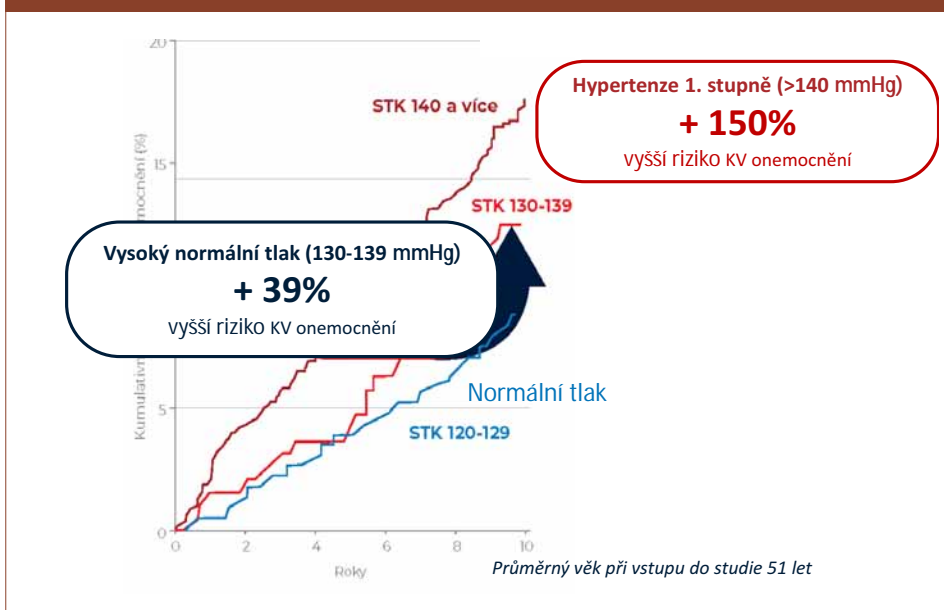 20
Hypertenze 1. stupně (>140 mmHg)
+ 150%
vyšší riziko KV onemocnění
STK 140 a více
15
STK 130-139
Vysoký normální tlak (130-139 mmHg)
+ 39%
vyšší riziko KV onemocnění
Normální tlak
5
STK 120-129
0
0 2 4 6 8 10
Roky
Průměrný věk při vstupu do studie 51 let